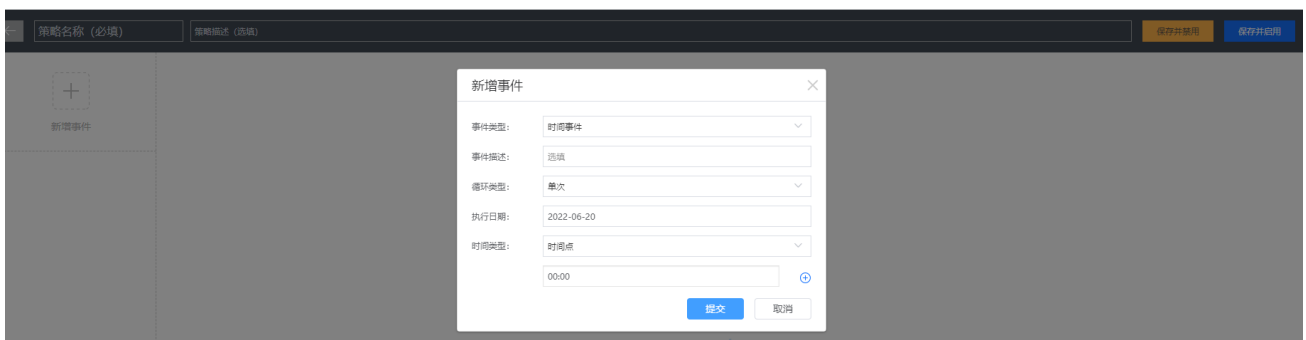 策略名称（必填） 策略描述（选填） 保存并禁用 保存并启用
新增事件
新增事件
事件类型： 时间事件
事件描述： 选填
循环类型： 单次
执行日期： 2022-06-20
时间类型： 时间点
00:00
提交 取消